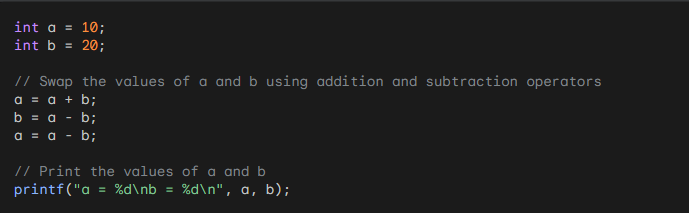 int a = 10;
int b = 20;
// Swap the values of a and b using addition and subtraction operators
a = a + b;
b = a - b;
a = a - b;
// Print the values of a and b
printf("a = %d\nb = %d\n", a, b);